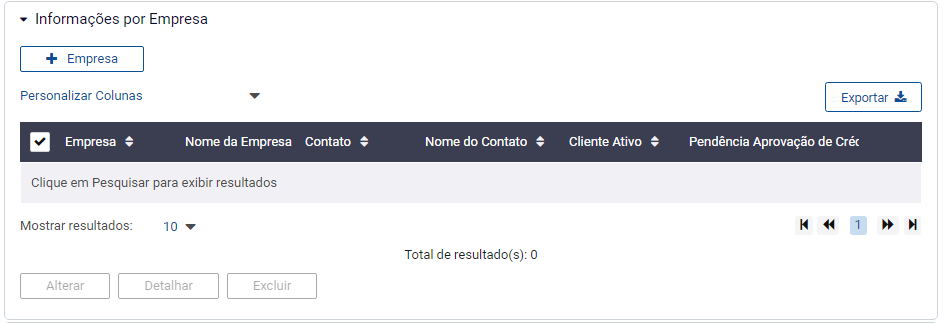 Informações por Empresa
Empresa
Personalizar Colunas
Exportar
Empresa Nome da Empresa Contato Nome do Contato Cliente Ativo Pendência Aprovação de Créd
Clique em Pesquisar para exibir resultados
Mostrar resultados: 10 1
Total de resultado(s): 0
Alterar Detalhar Excluir